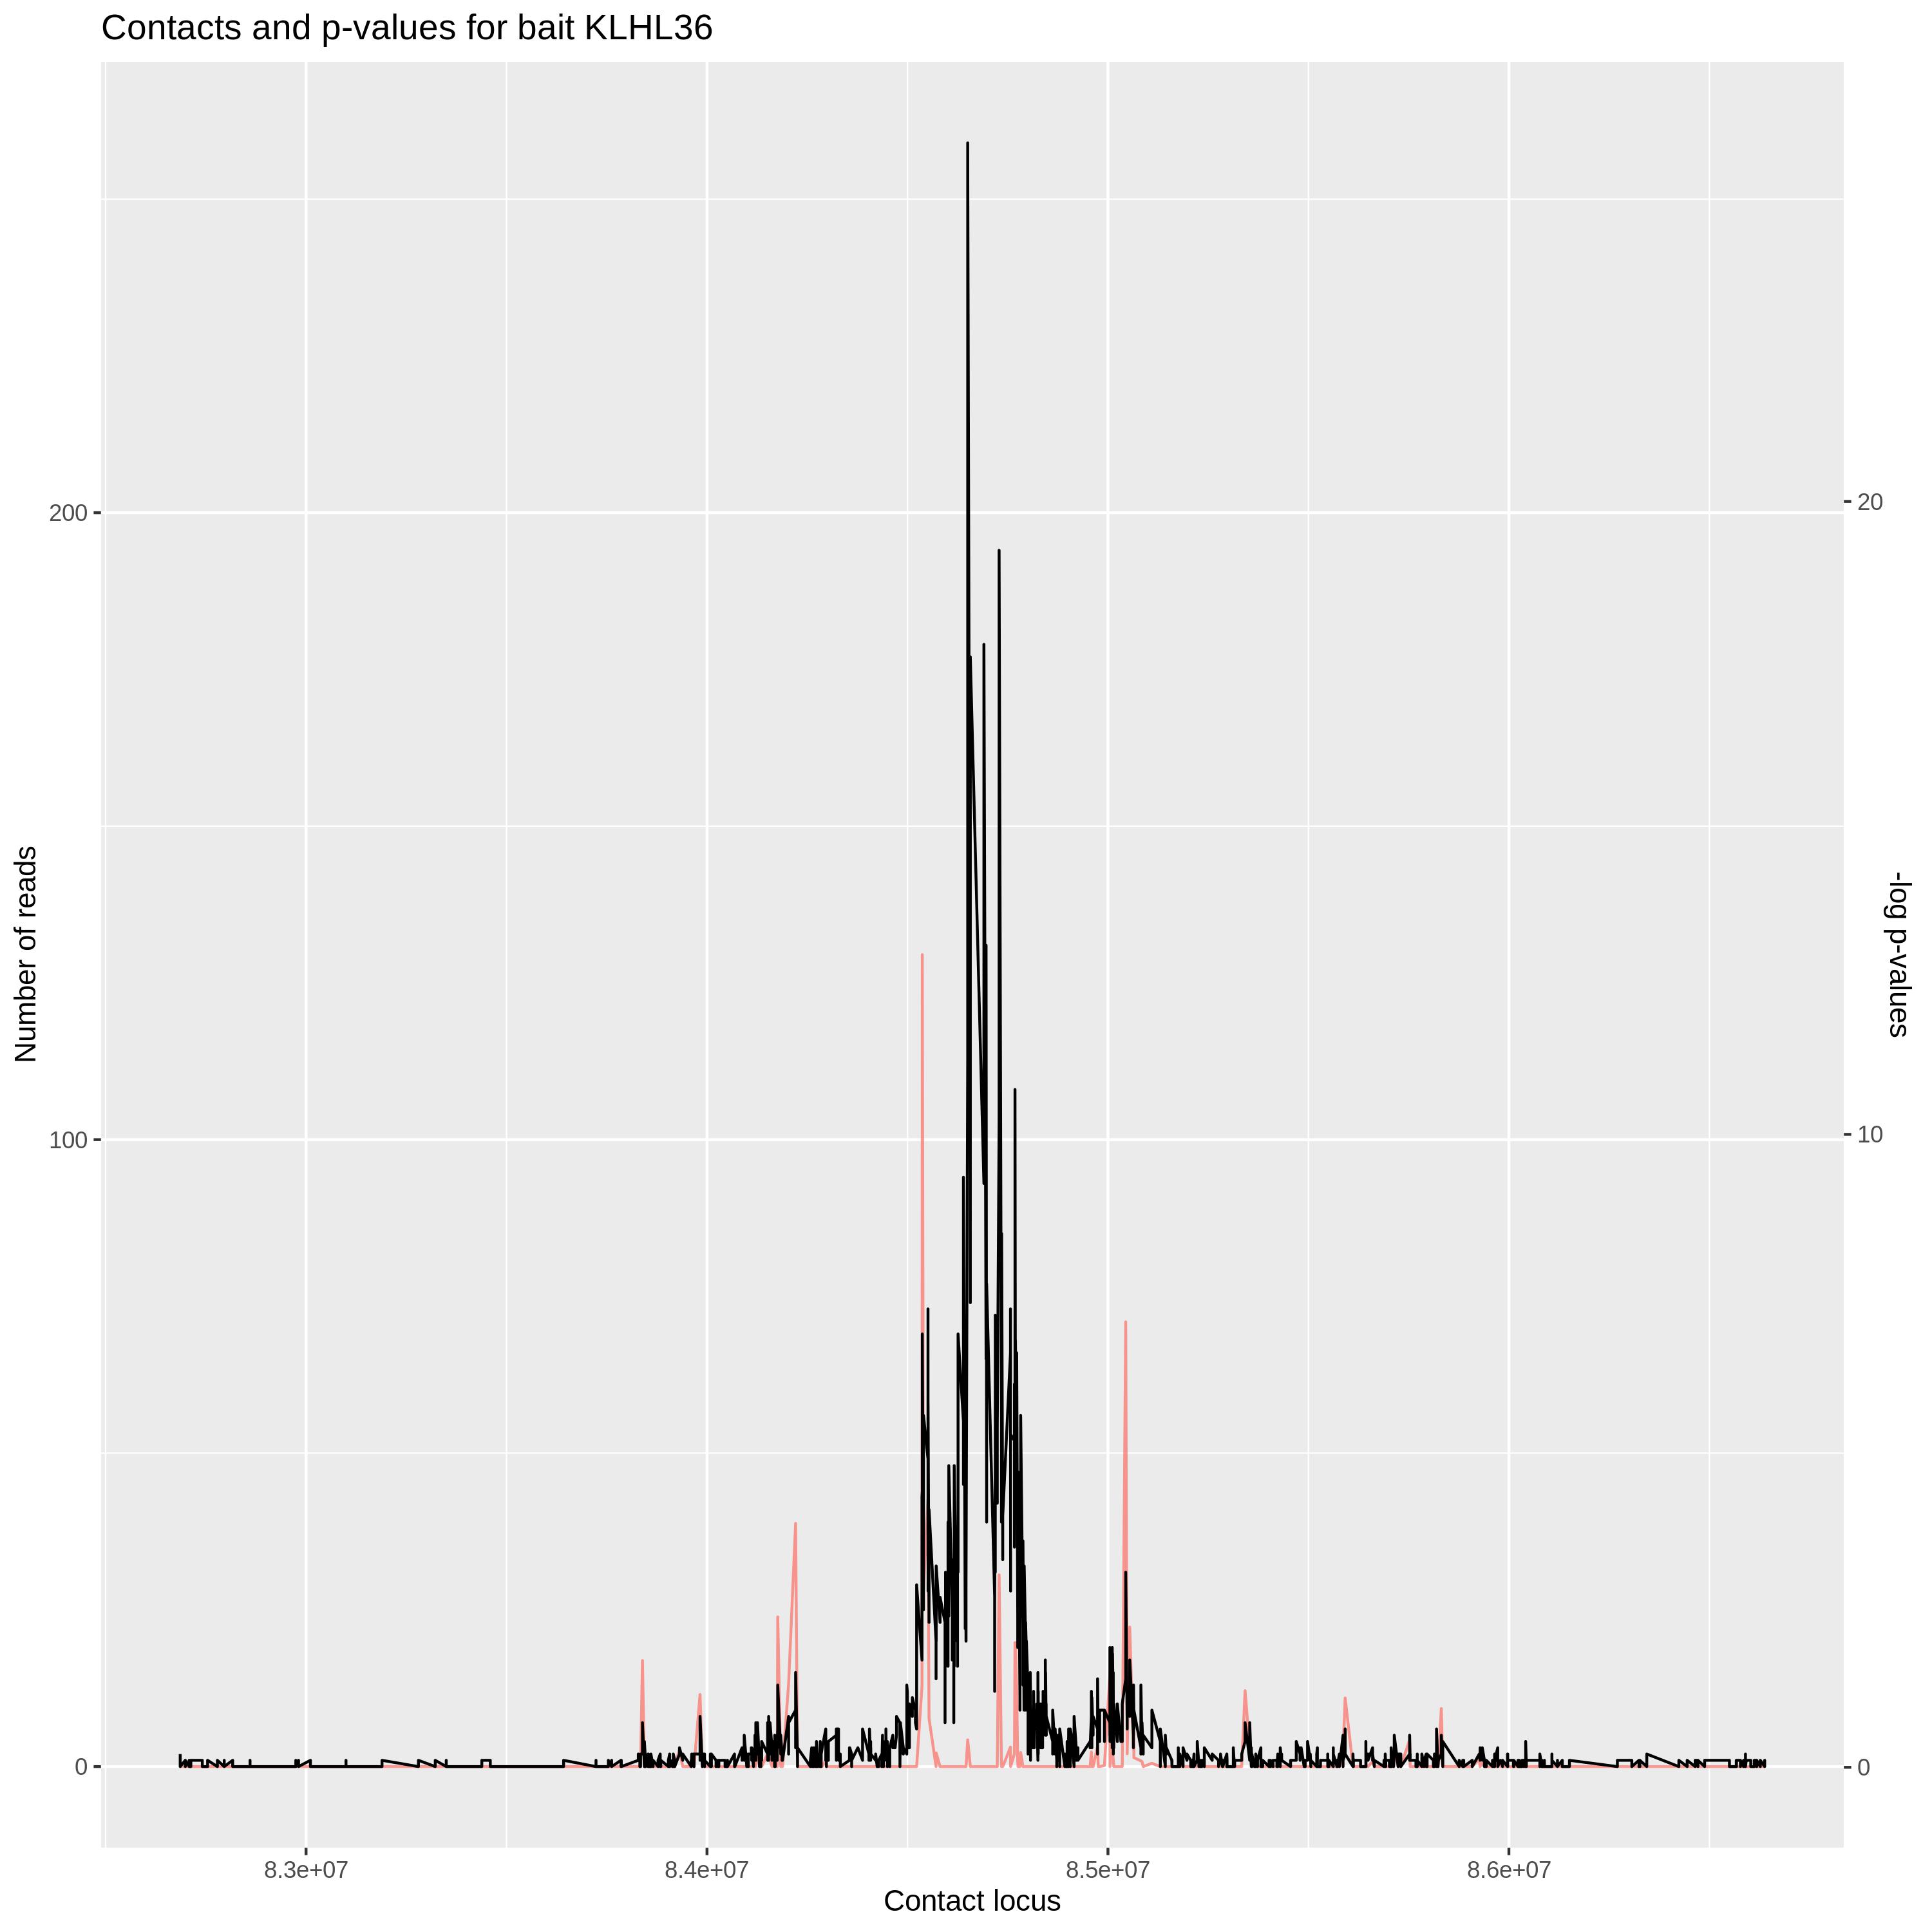 Contacts and p-values for bait KLHL36
Number of reads
200
100
0
20
10
0
-log p-values
8.3e+07
8.4e+07
8.5e+07
8.6e+07
Contact locus